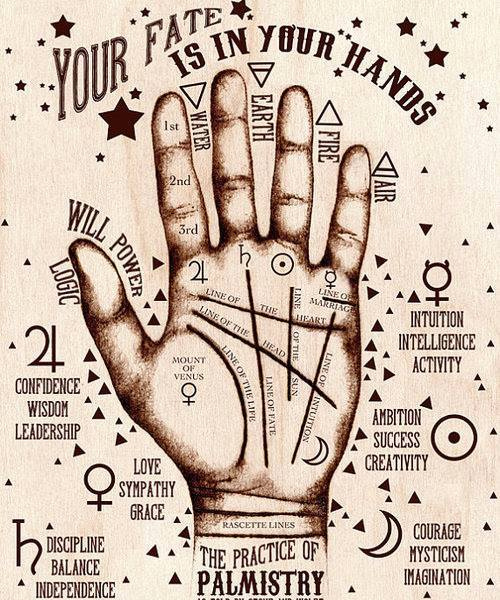 YOUR FATE
IS IN YOUR HANDS
WATER
EARTH
FIRE
AIR
1st
2nd
3rd
WILL POWER
LOGIC
LINE OF THE HEART
LINE OF MARRIAG
LINE OF THE HEAD
LINE OF THE SUN
MOUNT
OF
VENUS
LINE OF THE LIFE
LINE OF FATE
LINE OF INTUITION
INTUITION
INTELLIGENCE
ACTIVITY
CONFIDENCE
WISDOM
LEADERSHIP
AMBITION
SUCCESS
CREATIVITY
LOVE
SYMPATHY
GRACE
RASCETTE LINES
DISCIPLINE
BALANCE
INDEPENDENCE
COURAGE
MYSTICISM
IMAGINATION
THE PRACTICE OF
PALMISTRY